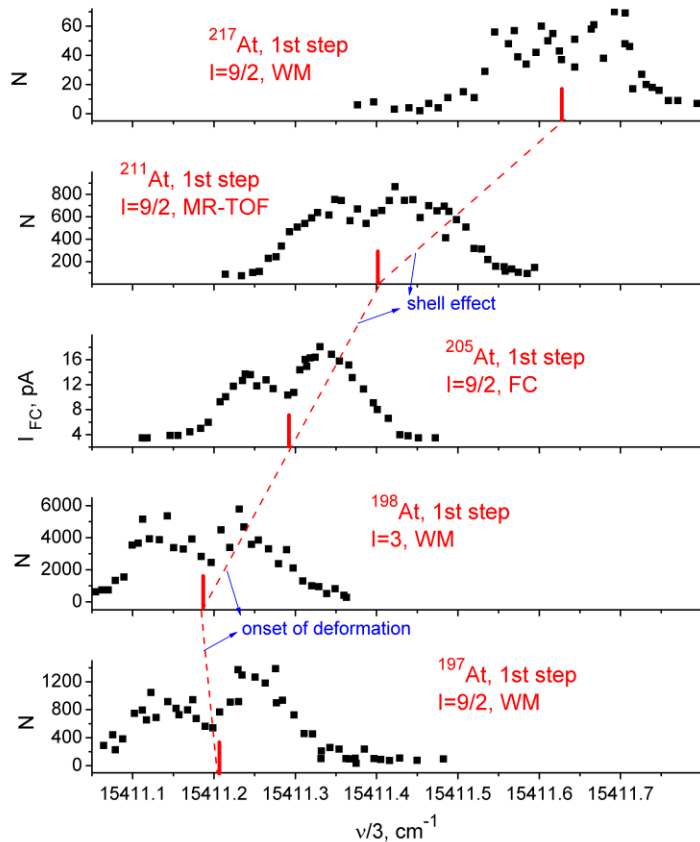 60
40
20
0
N
²¹⁷At, 1st step
I=9/2, WM
800
600
400
200
N
²¹¹At, 1st step
I=9/2, MR-TOF
shell effect
16
12
8
4
I_FC, pA
²⁰⁵At, 1st step
I=9/2, FC
6000
4000
2000
0
N
¹⁹⁸At, 1st step
I=3, WM
onset of deformation
1200
800
400
0
N
¹⁹⁷At, 1st step
I=9/2, WM
15411.1 15411.2 15411.3 15411.4 15411.5 15411.6 15411.7
ν/3, cm⁻¹